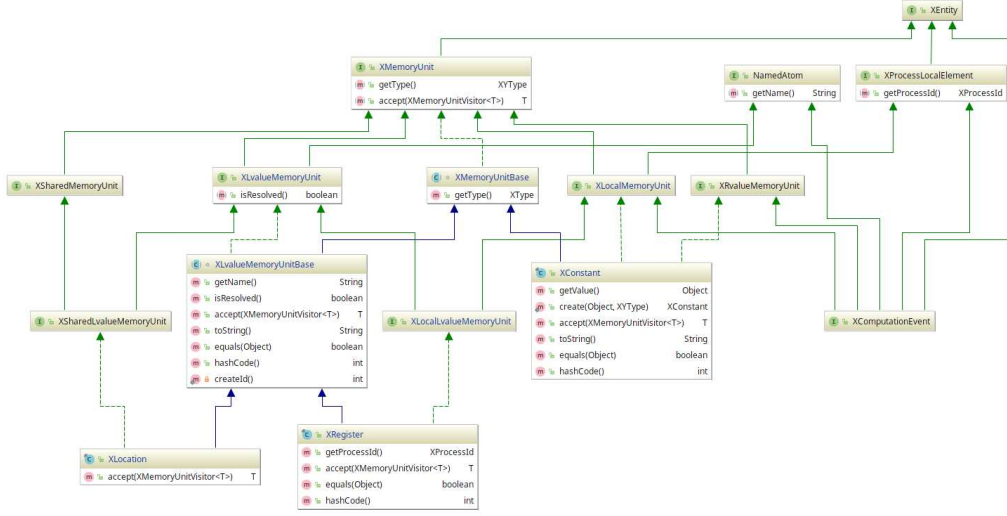 XEntity
XMemoryUnit
getType() XYType
accept(XMemoryUnitVisitor<T>) T
NamedAtom
getName() String
XProcessLocalElement
getProcessId() XProcessId
XSharedMemoryUnit
XLvalueMemoryUnit
isResolved() boolean
XMemoryUnitBase
getType() XType
XLocalMemoryUnit
XRvalueMemoryUnit
XSharedLvalueMemoryUnit
XLvalueMemoryUnitBase
getName() String
isResolved() boolean
accept(XMemoryUnitVisitor<T>) T
toString() String
equals(Object) boolean
hashCode() int
createId() int
XLocalLvalueMemoryUnit
XConstant
getValue() Object
create(Object, XYType) XConstant
accept(XMemoryUnitVisitor<T>) T
toString() String
equals(Object) boolean
hashCode() int
XComputationEvent
XLocation
accept(XMemoryUnitVisitor<T>) T
XRegister
getProcessId() XProcessId
accept(XMemoryUnitVisitor<T>) T
equals(Object) boolean
hashCode() int